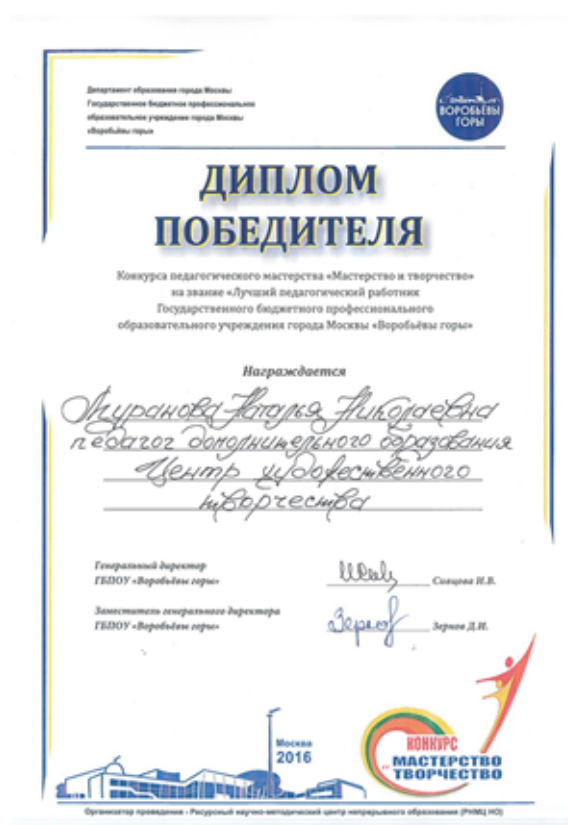 Департамент образования города Москвы
Государственное бюджетное профессиональное
образовательное учреждение города Москвы
«Воробьёвы горы»
ВОРОБЬЕВЫ
ГОРЫ
ДИПЛОМ
ПОБЕДИТЕЛЯ
Конкурса педагогического мастерства «Мастерство и творчество»
на звание «Лучший педагогический работник
Государственного бюджетного профессионального
образовательного учреждения города Москвы «Воробьёвы горы»
Награждается
Наталья Николаевна
педагог дополнительного образования
Центр художественного
творчества
Генеральный директор
ГБПОУ «Воробьёвы горы»
Сивцова И.В.
Заместитель генерального директора
ГБПОУ «Воробьёвы горы»
Зернов Д.И.
Москва
2016
КОНКУРС
МАСТЕРСТВО
И ТВОРЧЕСТВО
Организатор проведения - Ресурсный научно-методический центр непрерывного образования (РНМЦ НО)